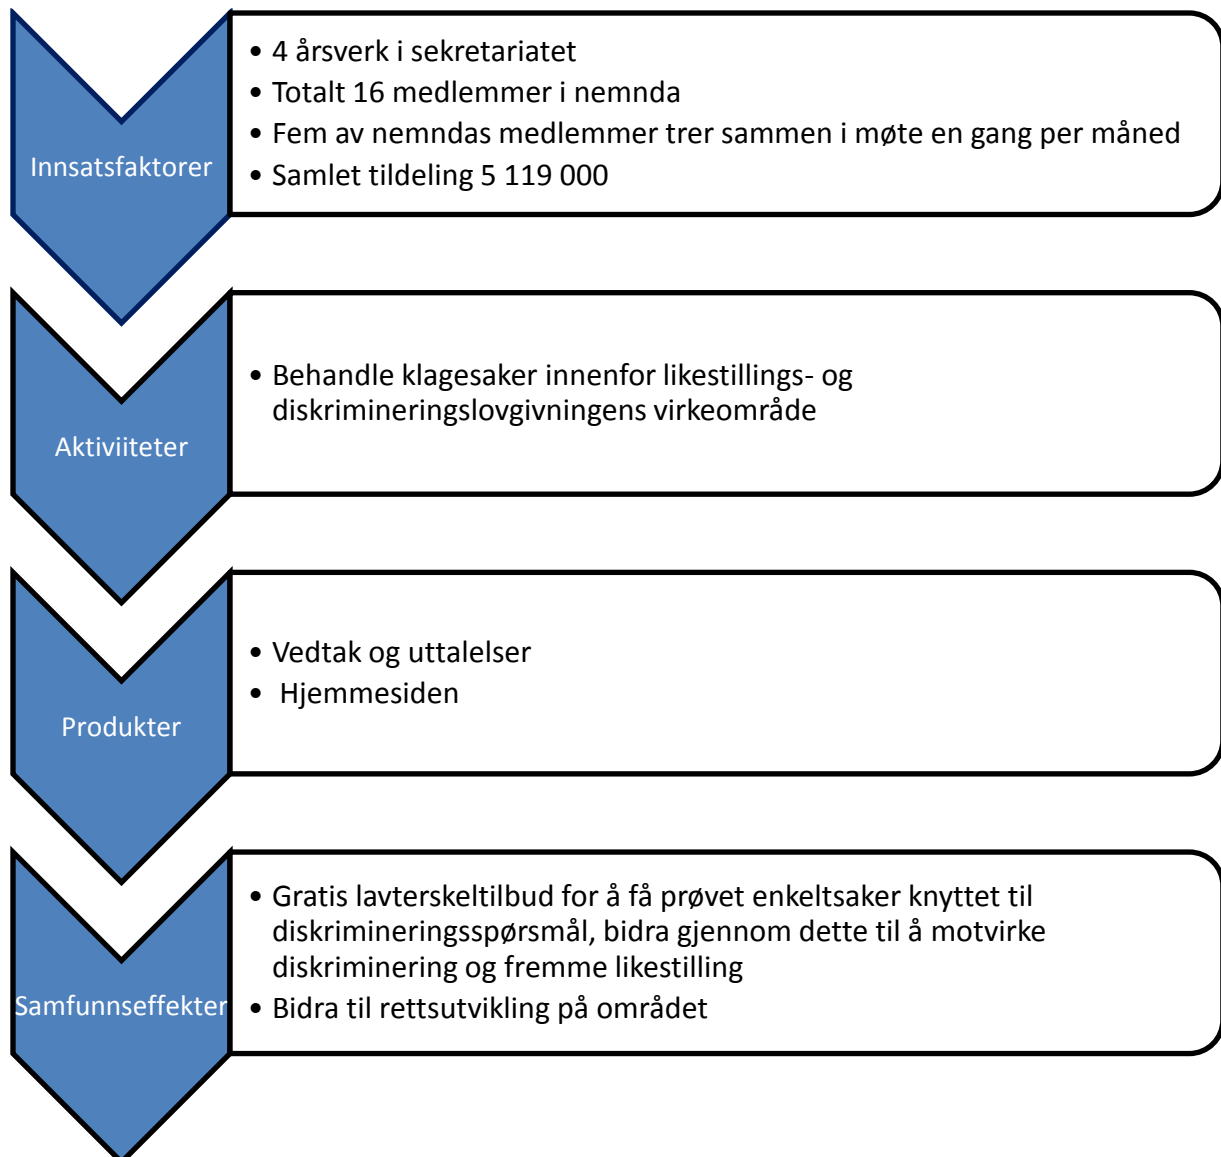 Innsatsfaktorer
• 4 årsverk i sekretariatet
• Totalt 16 medlemmer i nemnda
• Fem av nemndas medlemmer trer sammen i møte en gang per måned
• Samlet tildeling 5 119 000
Aktiviiteter
• Behandle klagesaker innenfor likestillings- og
diskrimineringslovgivningens virkeområde
Produkter
• Vedtak og uttalelser
• Hjemmesiden
Samfunnseffekter
• Gratis lavterskeltilbud for å få prøvet enkeltsaker knyttet til
diskrimineringsspørsmål, bidra gjennom dette til å motvirke
diskriminering og fremme likestilling
• Bidra til rettsutvikling på området